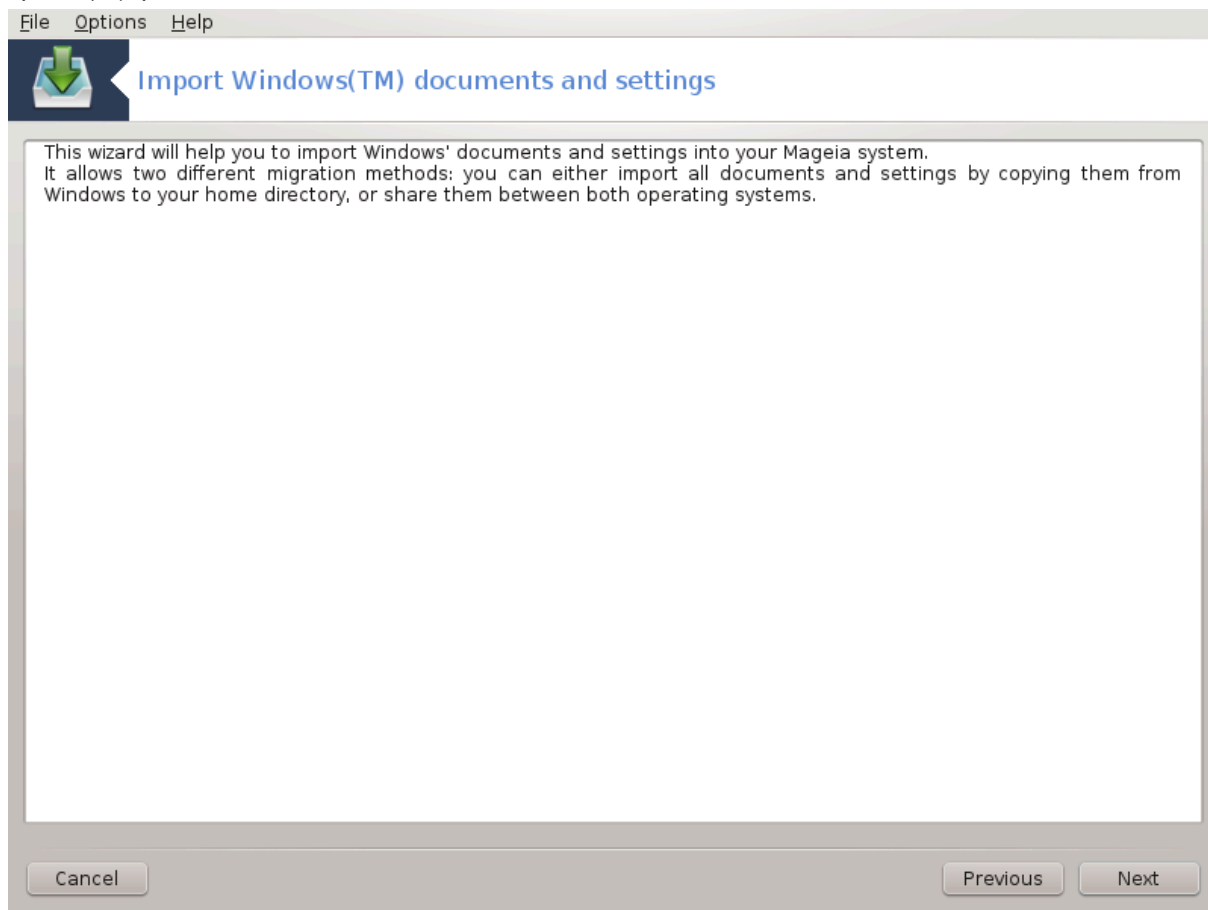 File Options Help
Import Windows(TM) documents and settings
This wizard will help you to import Windows' documents and settings into your Mageia system.
It allows two different migration methods: you can either import all documents and settings by copying them from
Windows to your home directory, or share them between both operating systems.
Cancel Previous Next